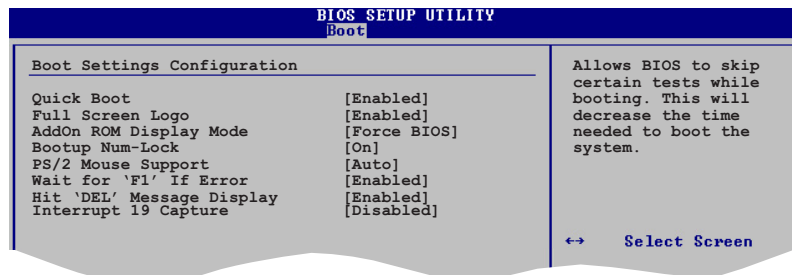 BIOS SETUP UTILITY
Boot
Boot Settings Configuration
Quick Boot [Enabled]
Full Screen Logo [Enabled]
AddOn ROM Display Mode [Force BIOS]
Bootup Num-Lock [On]
PS/2 Mouse Support [Auto]
Wait for ‘F1’ If Error [Enabled]
Hit ‘DEL’ Message Display [Enabled]
Interrupt 19 Capture [Disabled]
Allows BIOS to skip
certain tests while
booting. This will
decrease the time
needed to boot the
system.
↔ Select Screen